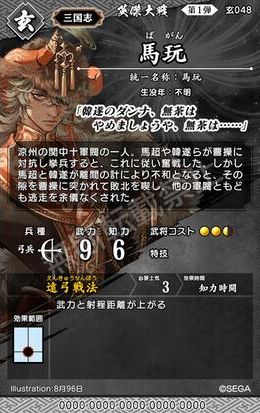 玄
三国志
英傑大戦
第1弾
玄048
ばがん
馬玩
統一名称：馬玩
生没年：不明
「韓遂のダンナ、無茶は
やめましょうや、無茶は……」
涼州の関中十軍閥の一人。馬超や韓遂らが曹操に
対抗し挙兵すると、これに従い奮戦した。しかし
馬超と韓遂が離間の計により不和となると、その
隙を曹操に突かれて敗北を喫し、他の軍閥ともど
も逃走を余儀なくされた。
兵種 武力 知力 武将コスト
弓兵 9 6 特技
えんきゅうせんぽう
遠弓戦法
必要士気 3
効果時間 知力時間
効果範囲
武力と射程距離が上がる
Illustration:8月96日
©SEGA
0000-0000-0000-0000-0000